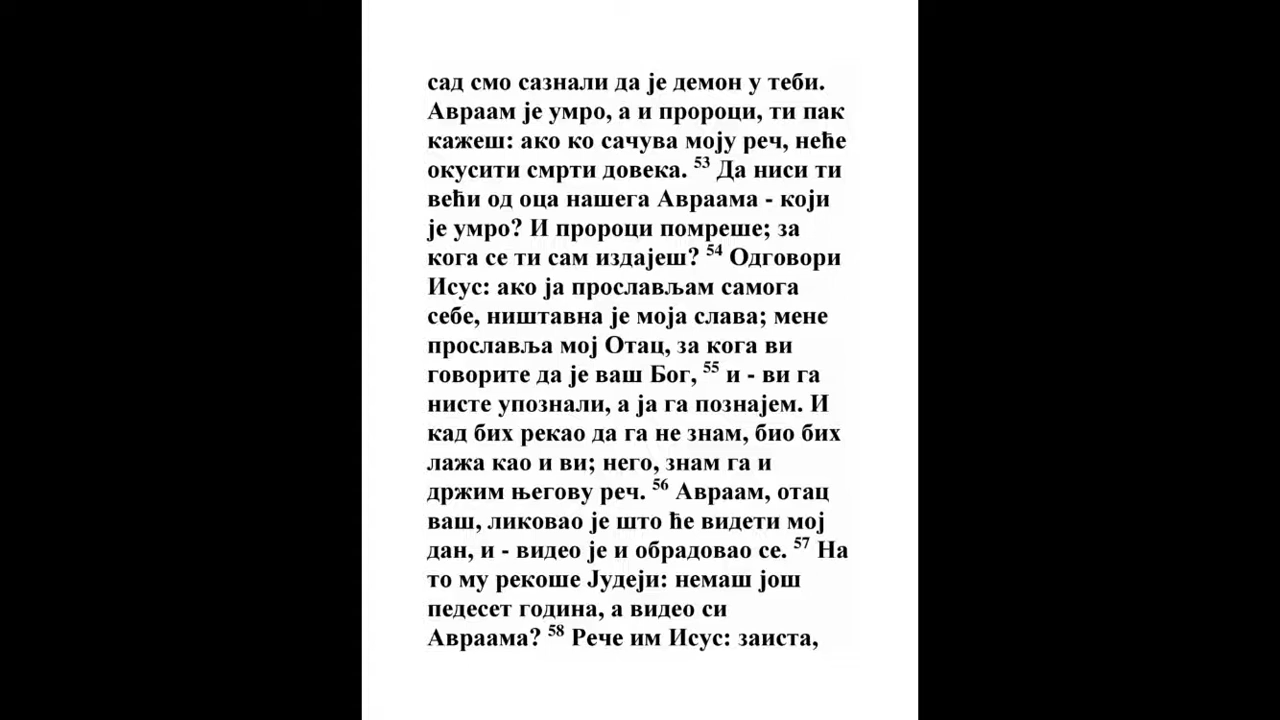 сад смо сазнали да је демон у теби.
Авраам је умро, а и пророци, ти пак
кажеш: ако ко сачува моју реч, неће
окусити смрти довека. 53 Да ниси ти
већи од оца нашега Авраама - који
је умро? И пророци помреше; за
кога се ти сам издајеш? 54 Одговори
Исус: ако ја прослављам самога
себе, ништавна је моја слава; мене
прославља мој Отац, за кога ви
говорите да је ваш Бог, 55 и - ви га
нисте упознали, а ја га познајем. И
кад бих рекао да га не знам, био бих
лажа као и ви; него, знам га и
држим његову реч. 56 Авраам, отац
ваш, ликовао је што ће видети мој
дан, и - видео је и обрадовао се. 57 На
то му рекоше Јудеји: немаш још
педесет година, а видео си
Авраама? 58 Рече им Исус: заиста,